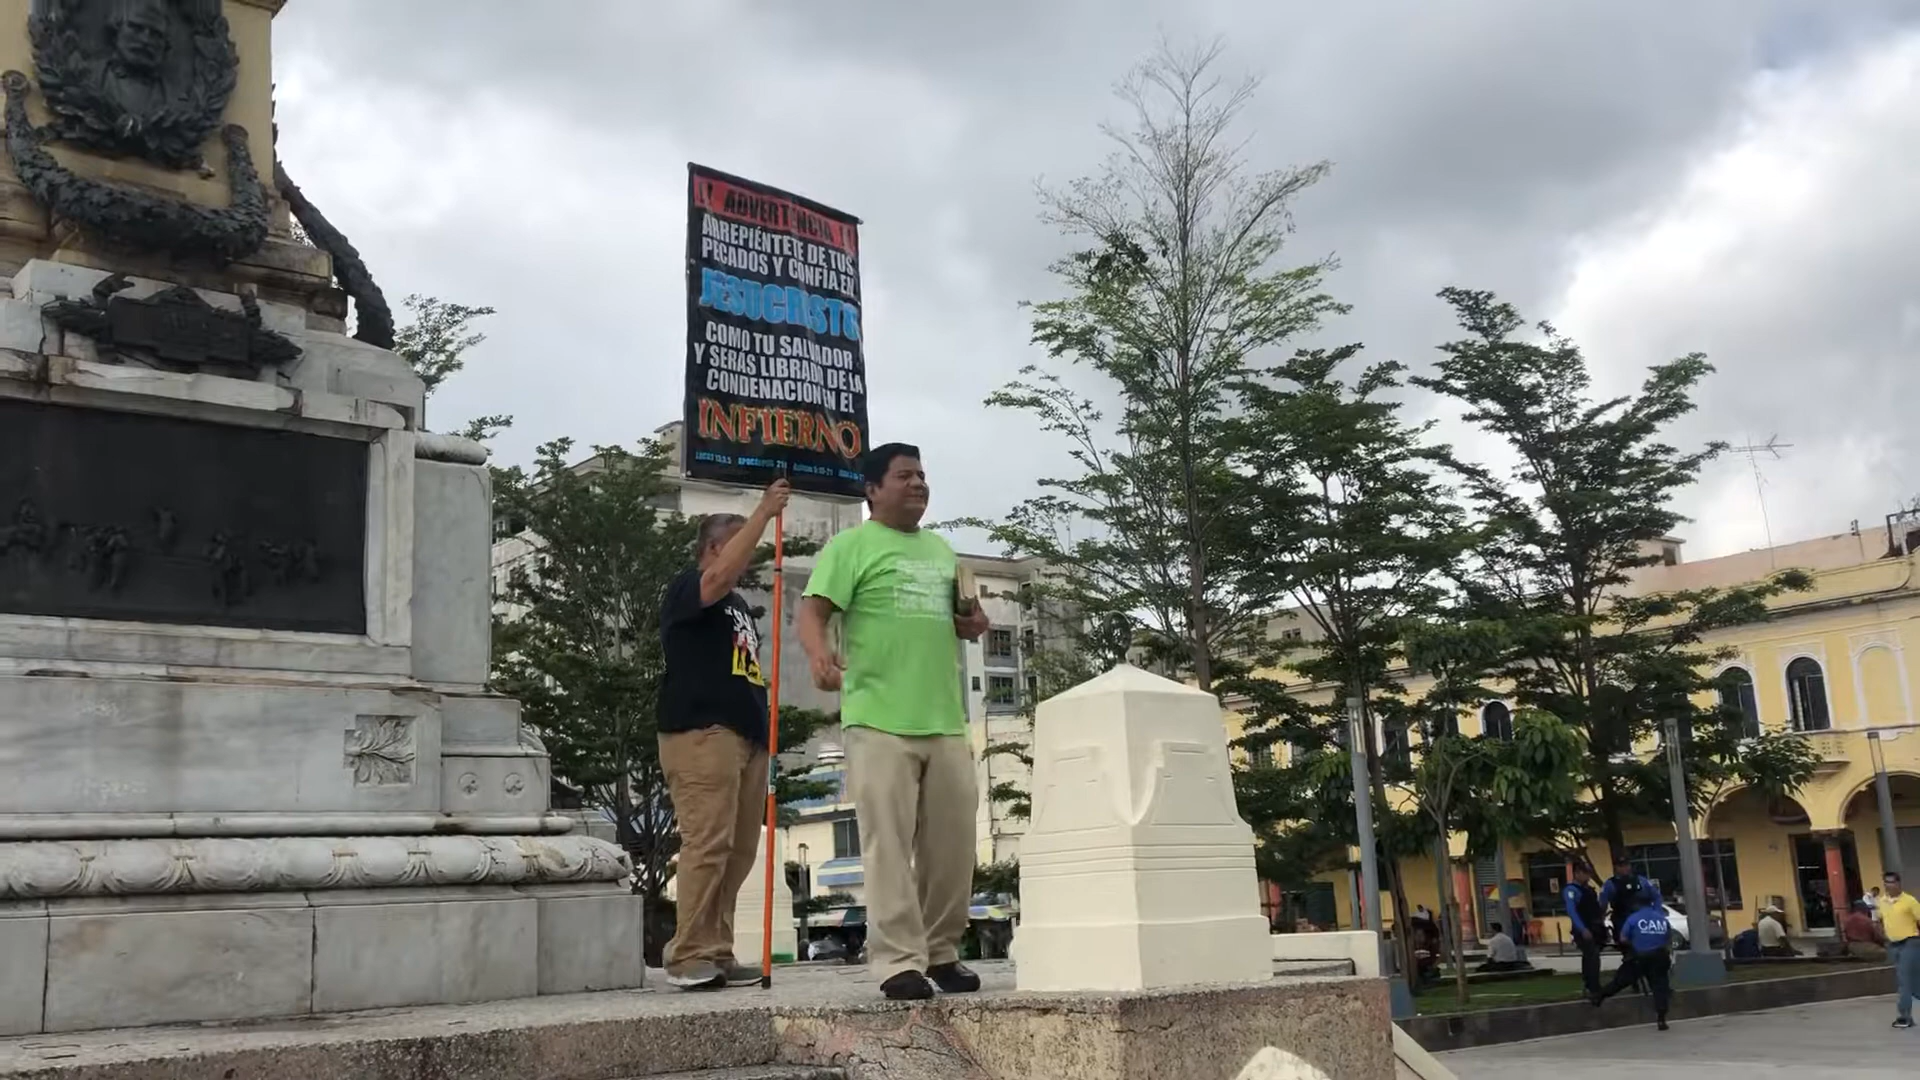 ¡¡ ADVERTENCIA !!
ARREPIÉNTETE DE TUS
PECADOS Y CONFÍA EN
JESUCRISTO
COMO TU SALVADOR
Y SERÁS LIBRADO DE LA
CONDENACIÓN EN EL
INFIERNO
CAM